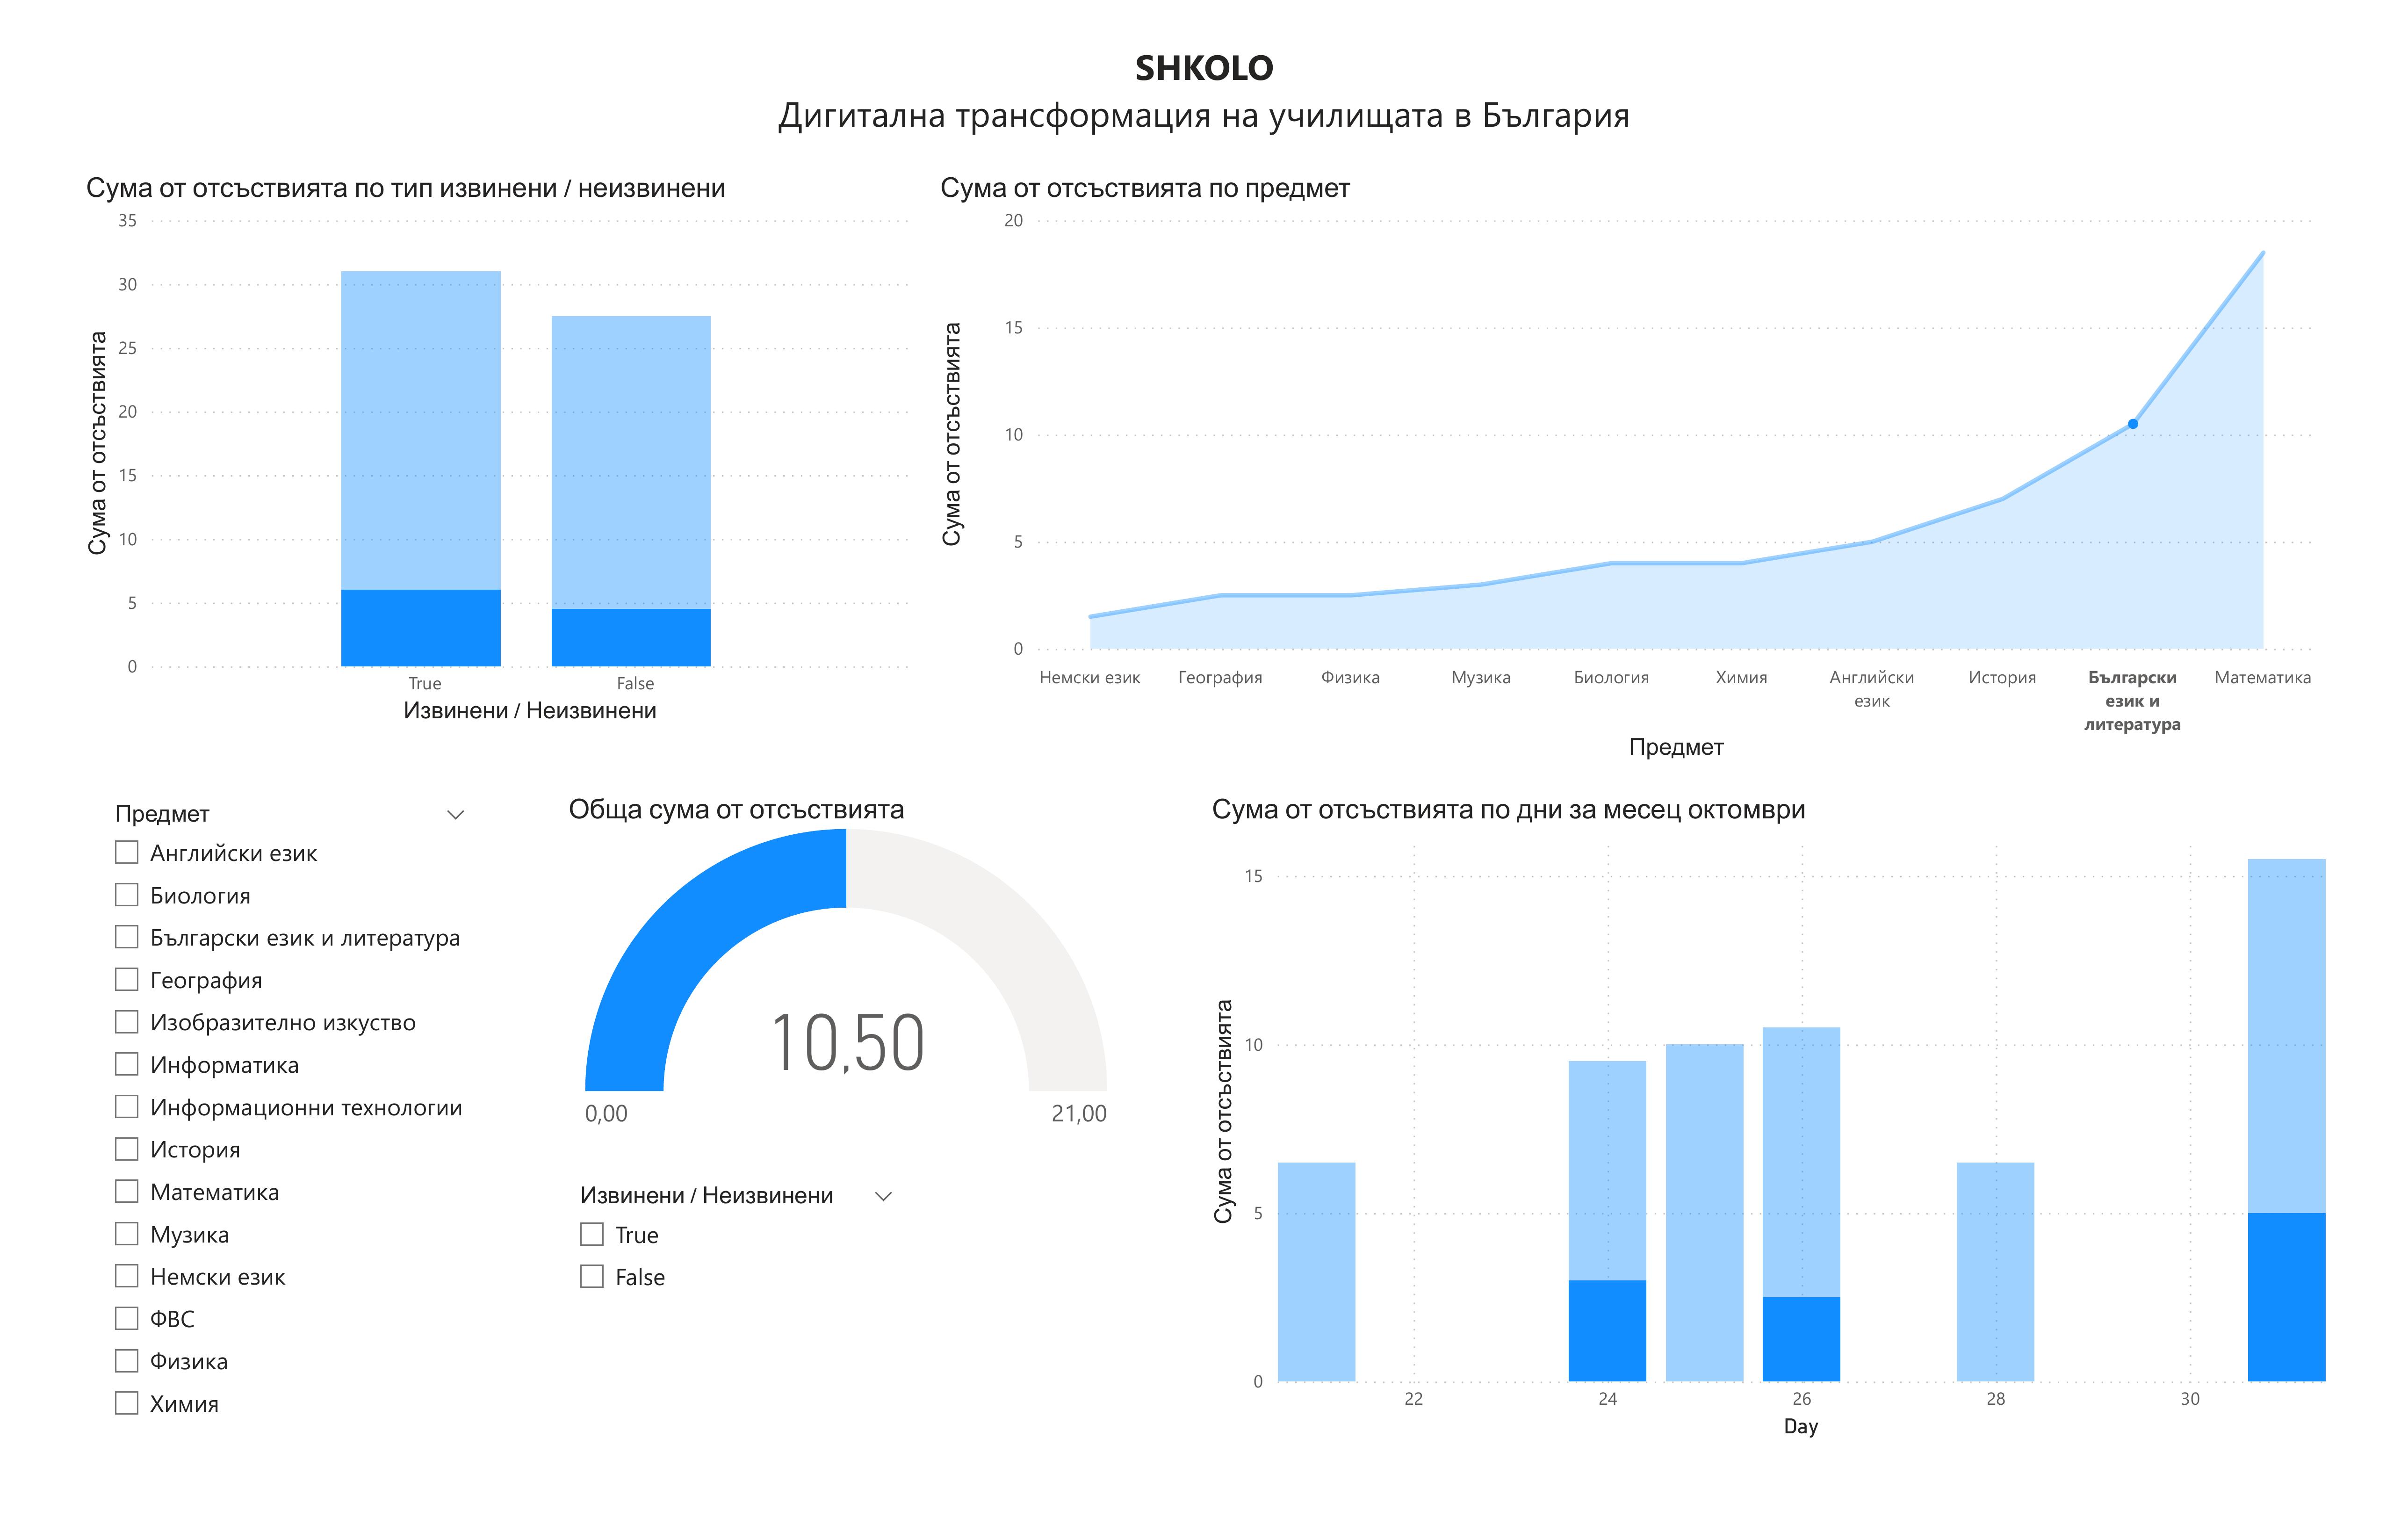 SHKOLO
Дигитална трансформация на училищата в България
Сума от отсъствията по тип извинени / неизвинени
35
30
25
20
15
10
5
0
Сума от отсъствията
True
False
Извинени / Неизвинени
Сума от отсъствията по предмет
20
15
10
5
0
Сума от отсъствията
Немски език
География
Физика
Музика
Биология
Химия
Английски
език
История
Български
език и
литература
Математика
Предмет
Предмет
Английски език
Биология
Български език и литература
География
Изобразително изкуство
Информатика
Информационни технологии
История
Математика
Музика
Немски език
ФВС
Физика
Химия
Обща сума от отсъствията
10,50
0,00
21,00
Извинени / Неизвинени
True
False
Сума от отсъствията по дни за месец октомври
15
10
5
0
Сума от отсъствията
22
24
26
28
30
Day